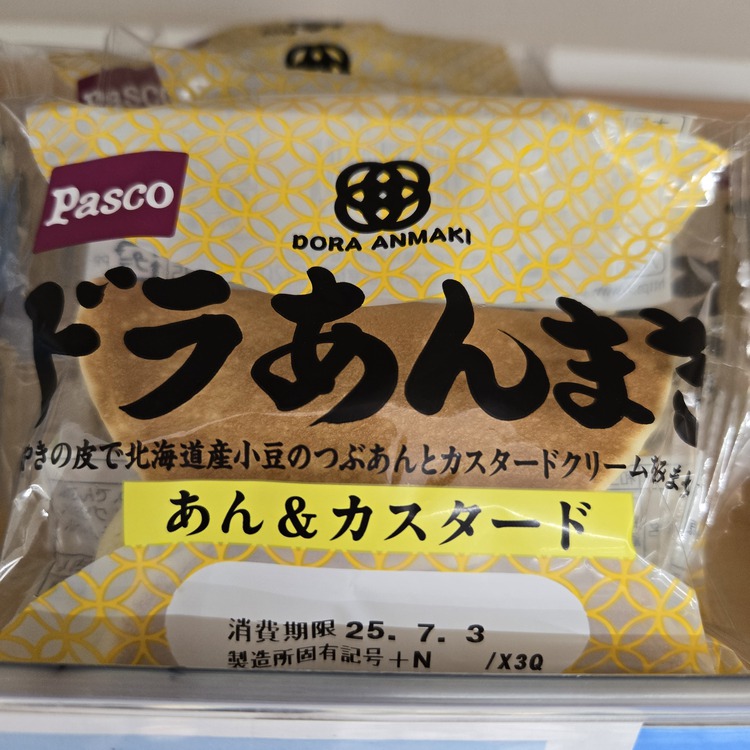 Pasco
Pasco
DORA ANMAKI
ドラあんまき
やきの皮で北海道産小豆のつぶあんとカスタードクリーム
あん&カスタード
消費期限 25. 7. 3
製造所固有記号+N /X3Q